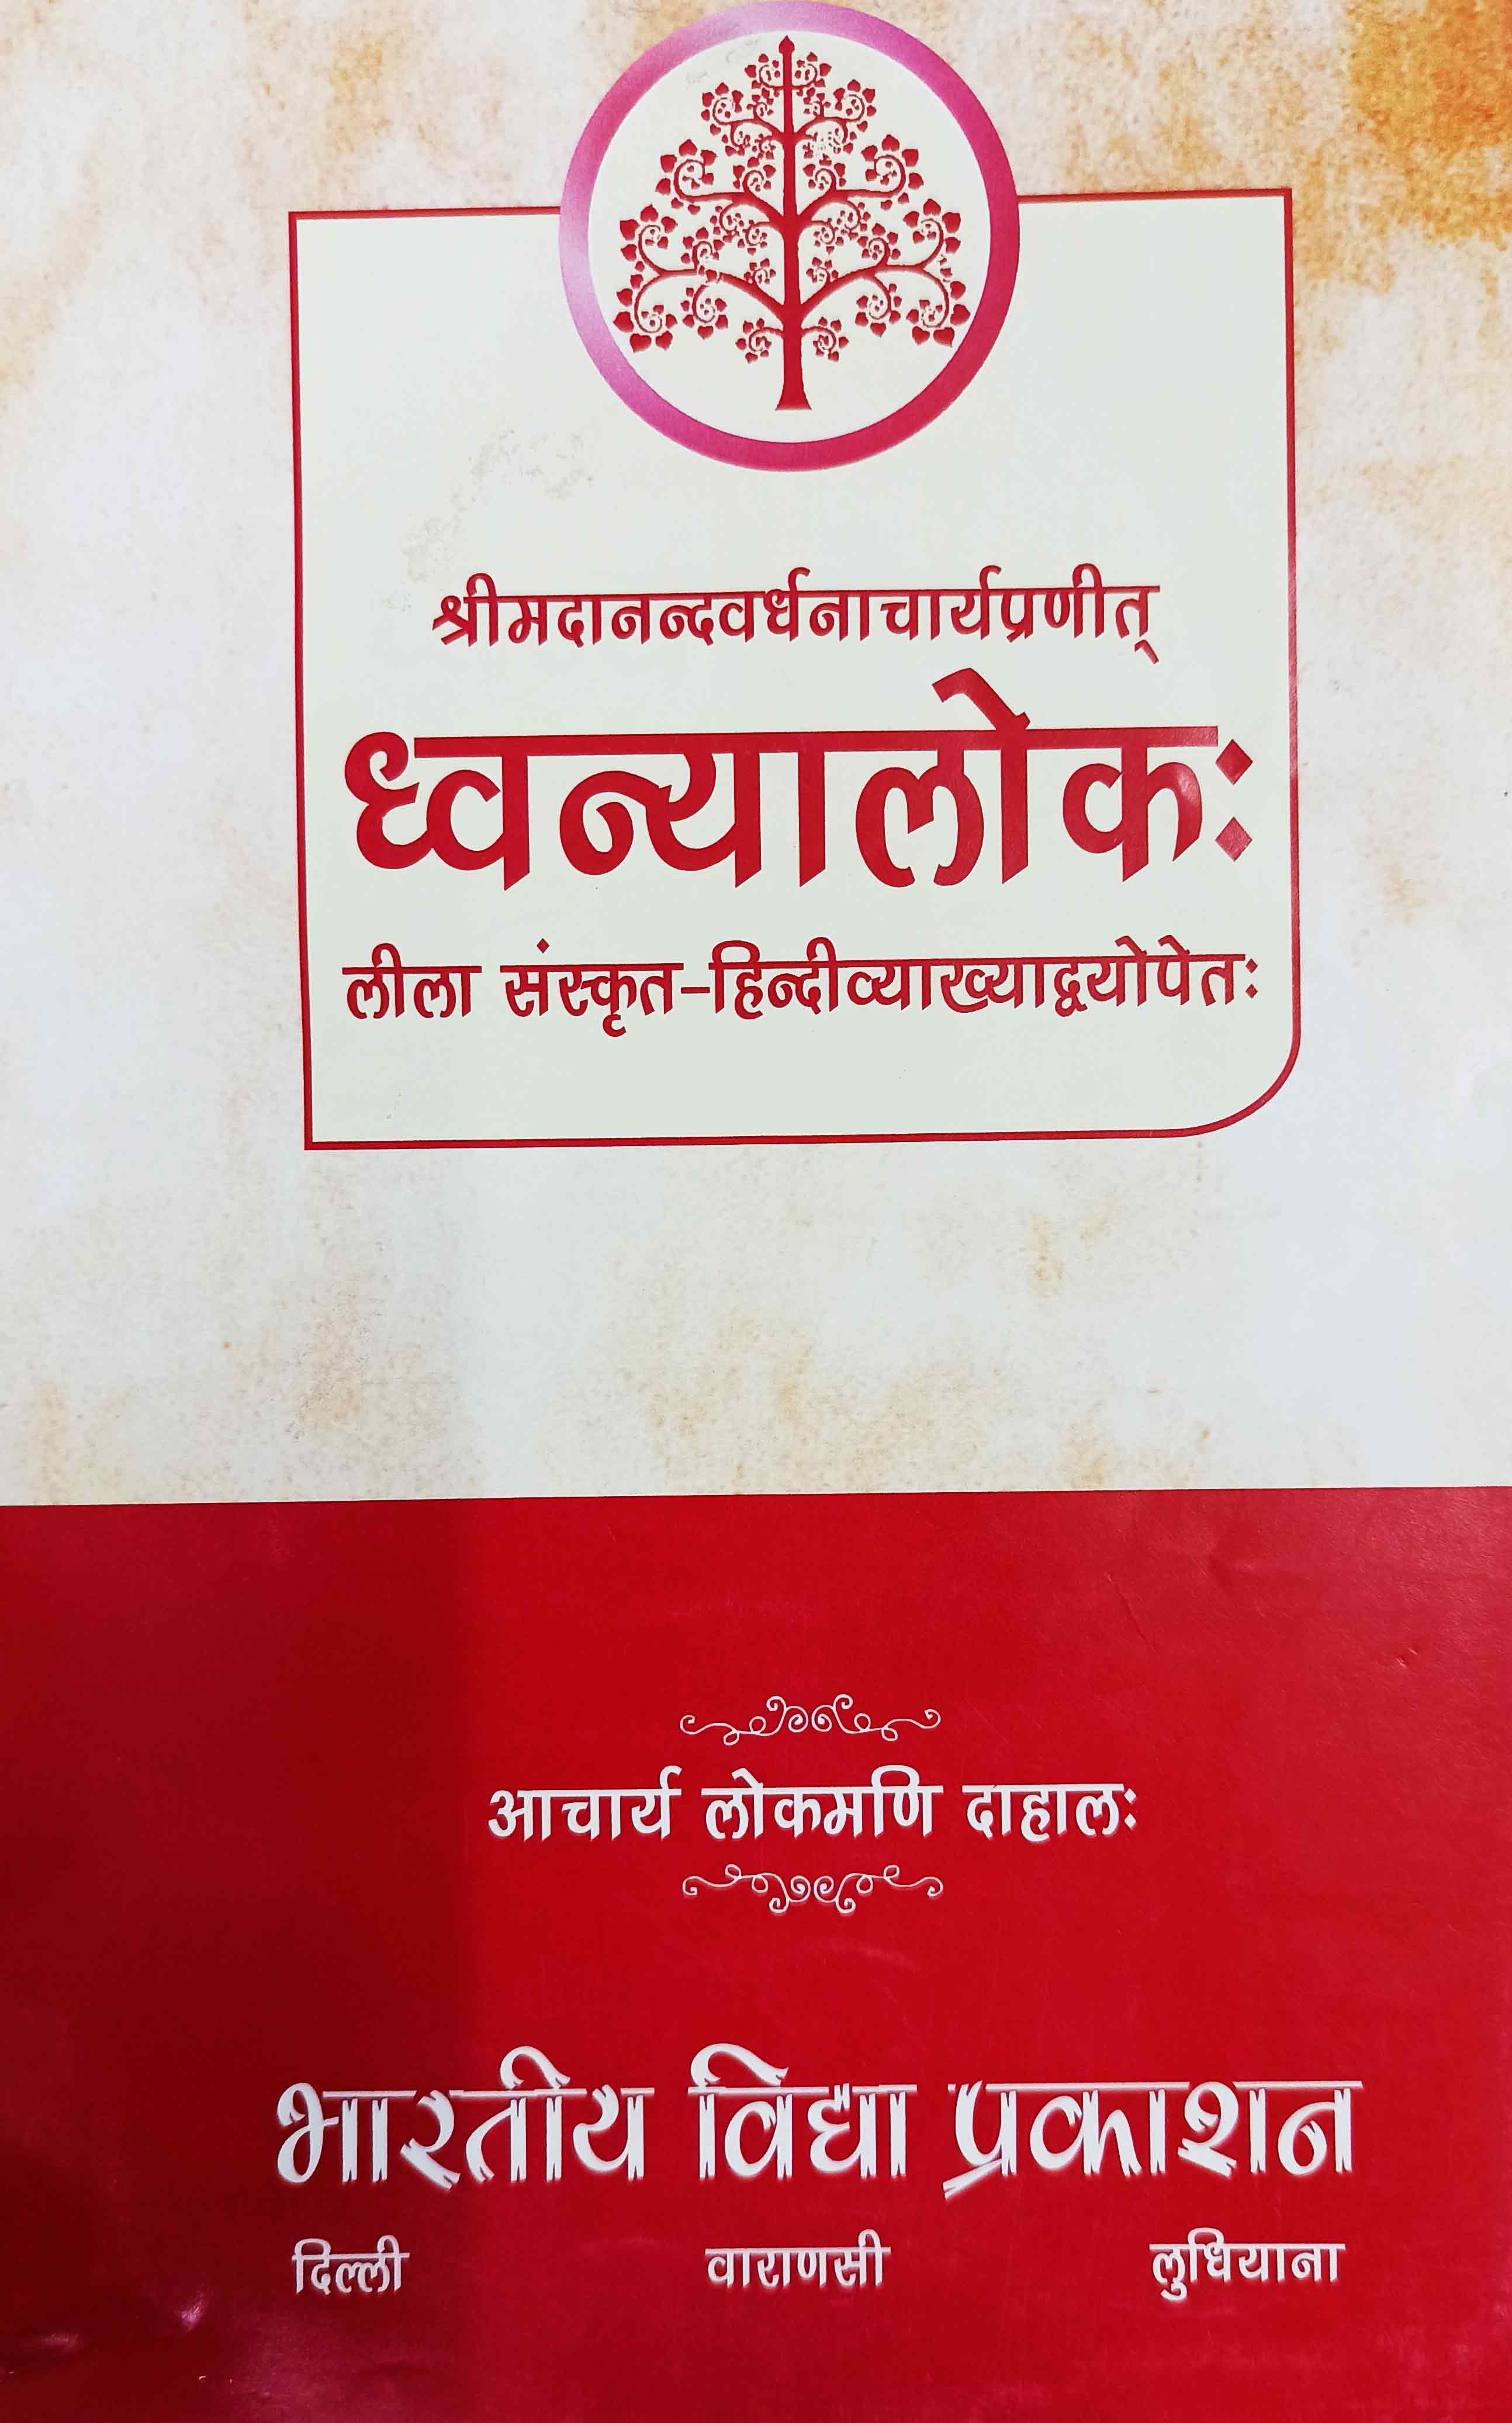 श्रीमदानन्दवर्धनाचार्यप्रणीत्
ध्वन्यालोकः
लीला संस्कृत-हिन्दीव्याख्याद्वयोपेतः
आचार्य लोकमणि दाहालः
भारतीय विद्या प्रकाशन
दिल्ली वाराणसी लुधियाना